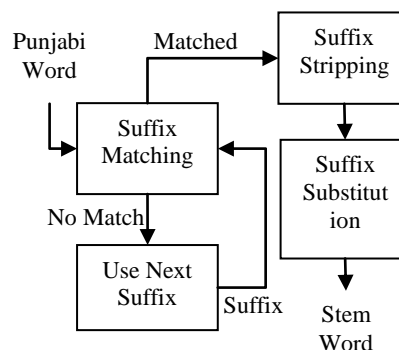 Punjabi
Word
Matched
Suffix
Stripping
Suffix
Matching
Suffix
Substitut
ion
No Match
Use Next
Suffix
Suffix
Stem
Word